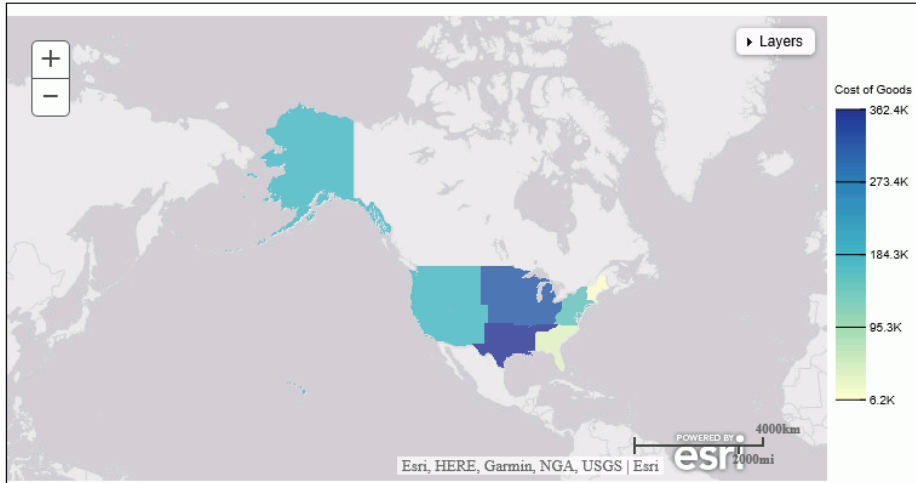 +
−
Layers
Cost of Goods
362.4K
273.4K
184.3K
95.3K
6.2K
4000km
POWERED BY
esri
2000mi
Esri, HERE, Garmin, NGA, USGS | Esri